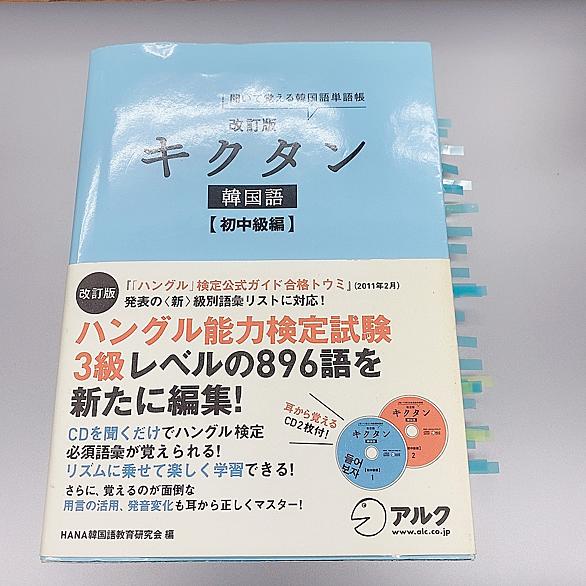 聞いて覚える韓国語単語帳
改訂版
キクタン
韓国語
【初中級編】
改訂版
『「ハングル」検定公式ガイド合格トウミ』(2011年2月)
発表の〈新〉級別語彙リストに対応！
ハングル能力検定試験
3級レベルの896語を
新たに編集！
CDを聞くだけでハングル検定
必須語彙が覚えられる！
リズムに乗せて楽しく学習できる！
さらに、覚えるのが面倒な
用言の活用、発音変化も耳から正しくマスター！
耳から覚える
CD2枚付！
キクタン
1
들어
보자
キクタン
2
アルク
www.alc.co.jp
HANA韓国語教育研究会 編